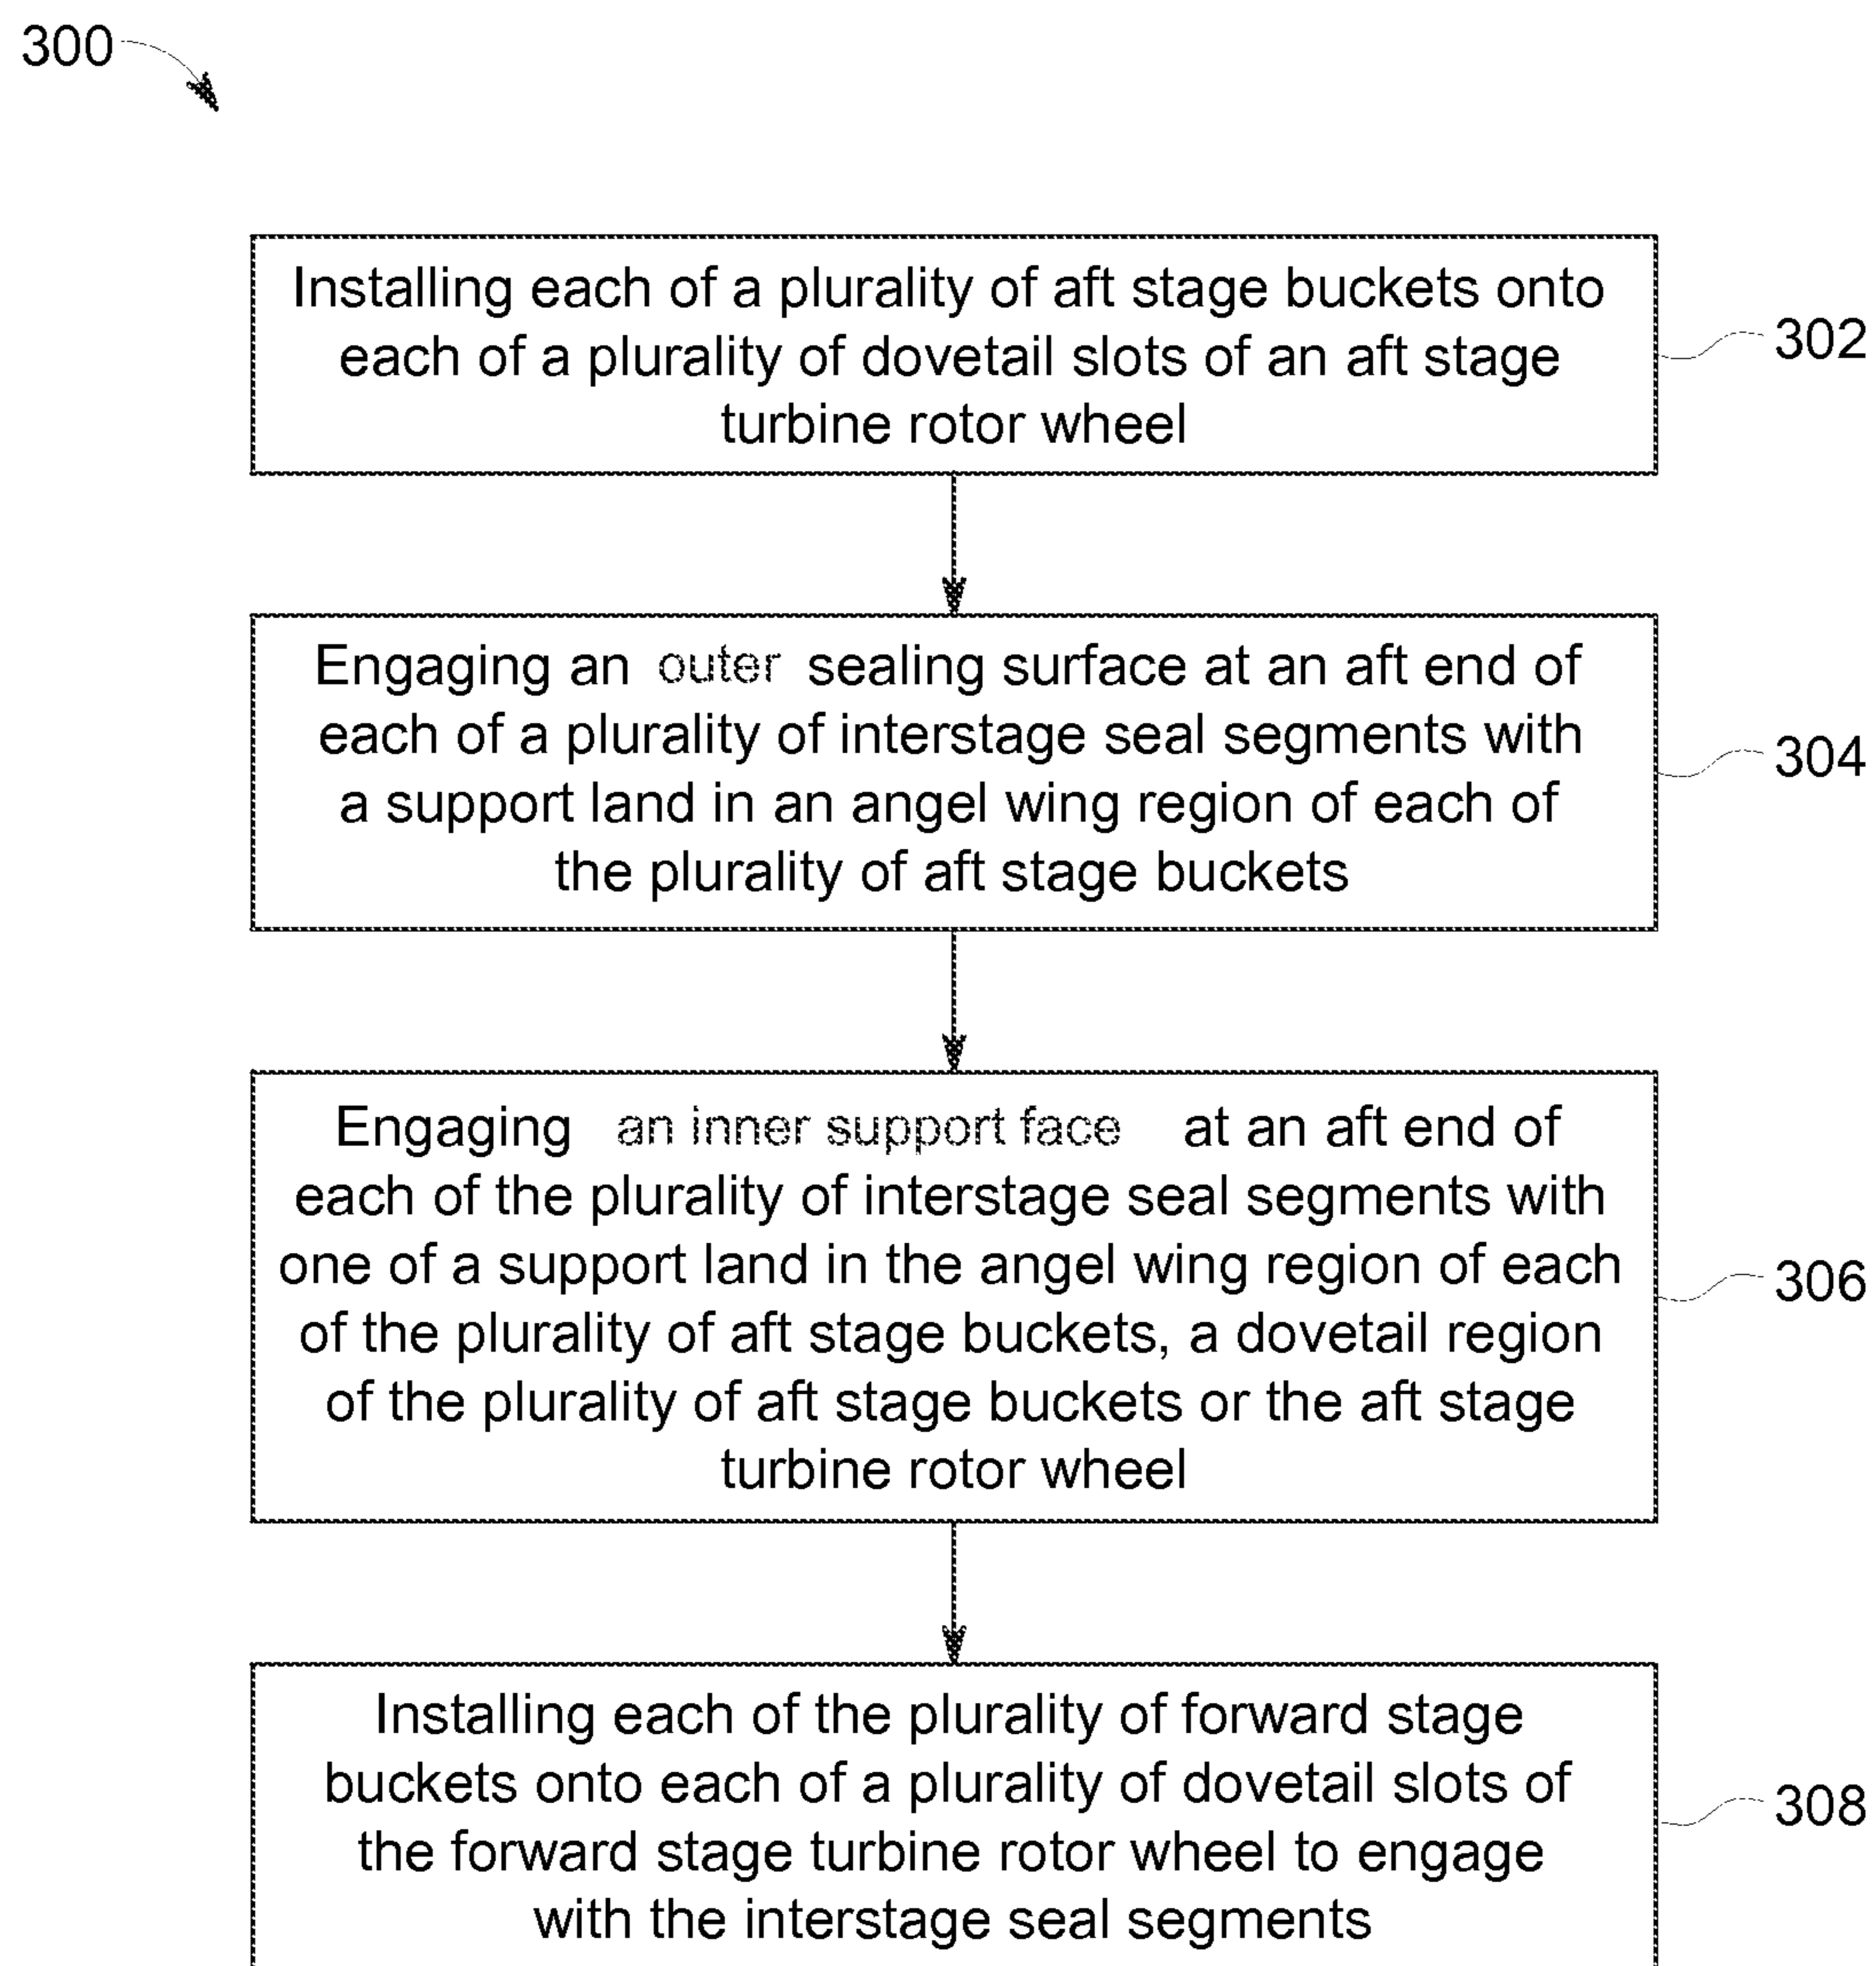 300
Installing each of a plurality of aft stage buckets onto
each of a plurality of dovetail slots of an aft stage
turbine rotor wheel
302
Engaging an outer sealing surface at an aft end of
each of a plurality of interstage seal segments with
a support land in an angel wing region of each of
the plurality of aft stage buckets
304
Engaging an inner support face at an aft end of
each of the plurality of interstage seal segments with
one of a support land in the angel wing region of each
of the plurality of aft stage buckets, a dovetail region
of the plurality of aft stage buckets or the aft stage
turbine rotor wheel
306
Installing each of the plurality of forward stage
buckets onto each of a plurality of dovetail slots of
the forward stage turbine rotor wheel to engage
with the interstage seal segments
308